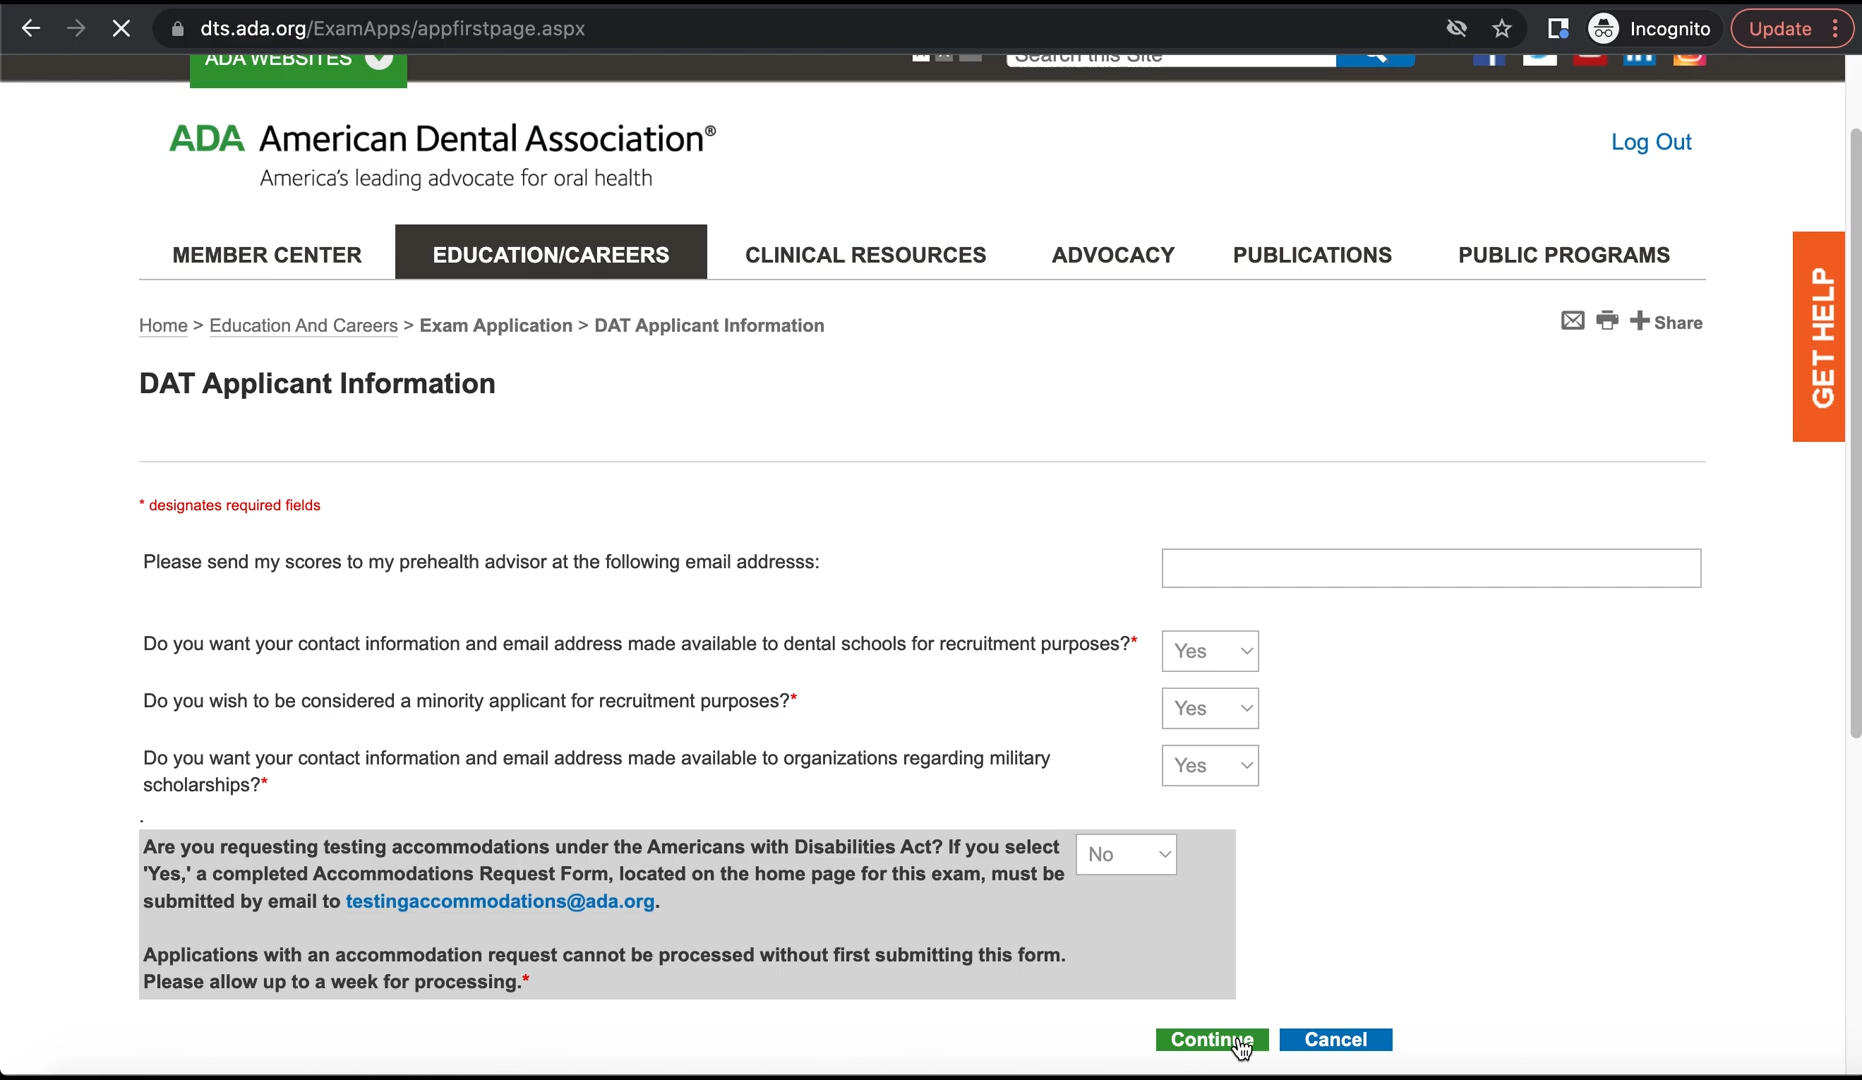 dts.ada.org/ExamApps/appfirstpage.aspx
Incognito
Update
ADA WEBSITES
Search this Site
ADA American Dental Association®
America's leading advocate for oral health
Log Out
MEMBER CENTER EDUCATION/CAREERS CLINICAL RESOURCES ADVOCACY PUBLICATIONS PUBLIC PROGRAMS
Home > Education And Careers > Exam Application > DAT Applicant Information
Share
GET HELP
DAT Applicant Information
* designates required fields
Please send my scores to my prehealth advisor at the following email addresss:
Do you want your contact information and email address made available to dental schools for recruitment purposes?* Yes
Do you wish to be considered a minority applicant for recruitment purposes?* Yes
Do you want your contact information and email address made available to organizations regarding military Yes
scholarships?*
.
Are you requesting testing accommodations under the Americans with Disabilities Act? If you select No
'Yes,' a completed Accommodations Request Form, located on the home page for this exam, must be
submitted by email to testingaccommodations@ada.org.
Applications with an accommodation request cannot be processed without first submitting this form.
Please allow up to a week for processing.*
Continue Cancel